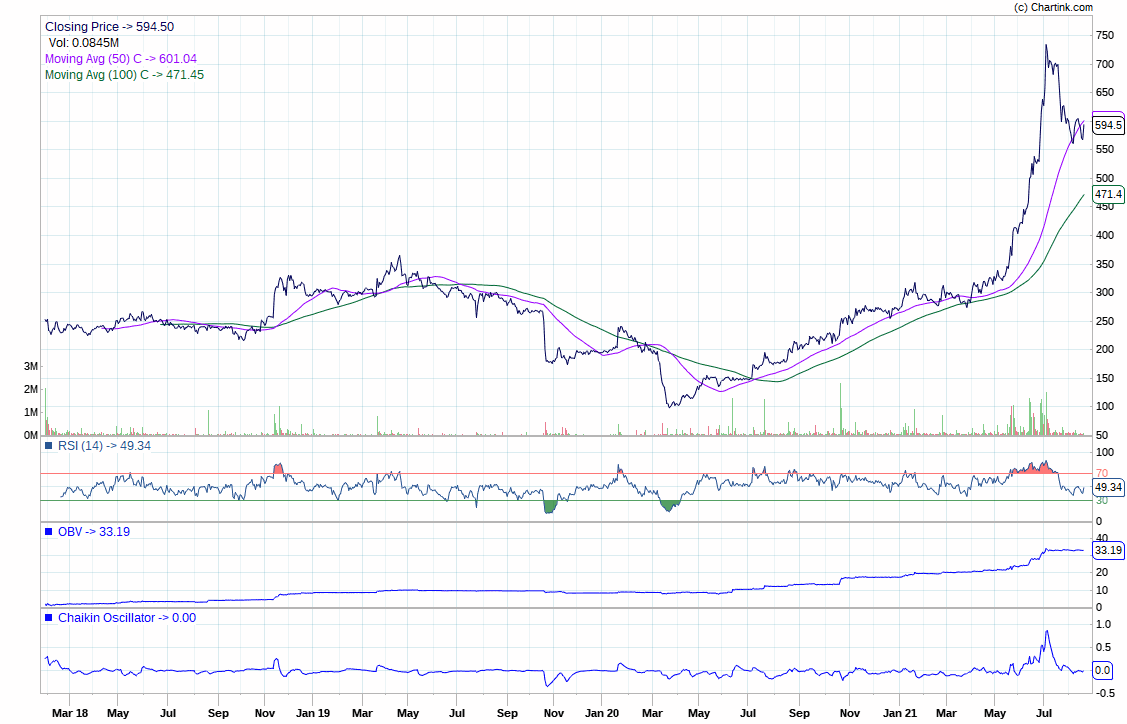 (c) Chartink.com
Closing Price -> 594.50
Vol: 0.0845M
Moving Avg (50) C -> 601.04
Moving Avg (100) C -> 471.45
750
700
650
594.5
550
500
471.4
450
400
350
300
250
200
150
100
50
3M
2M
1M
0M
RSI (14) -> 49.34
100
70
49.34
30
0
OBV -> 33.19
40
33.19
20
10
0
Chaikin Oscillator -> 0.00
1.0
0.5
0.0
-0.5
Mar 18 May Jul Sep Nov Jan 19 Mar May Jul Sep Nov Jan 20 Mar May Jul Sep Nov Jan 21 Mar May Jul